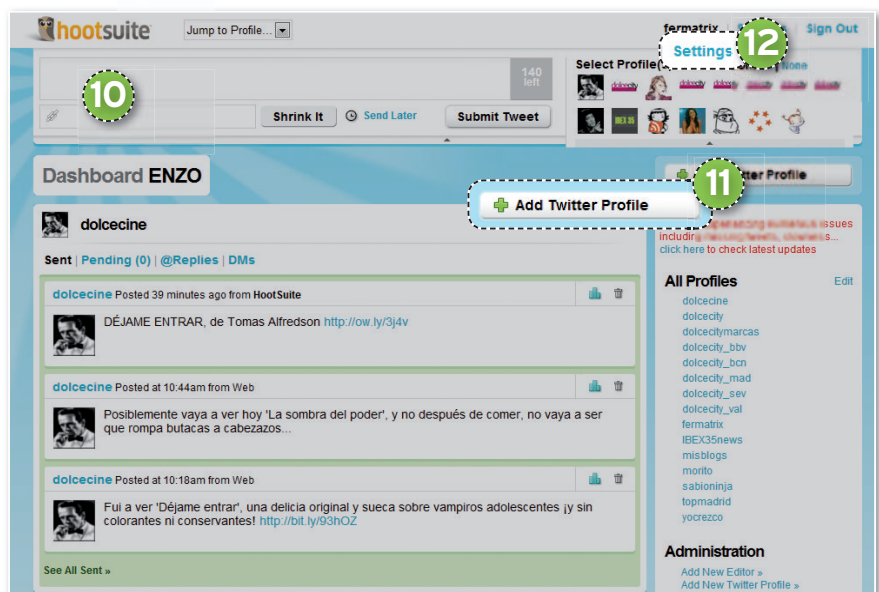 hootsuite
Jump to Profile...
fermatrix | Sign Out
Settings
12
10
140
left
Select Profile
None
Shrink It
Send Later
Submit Tweet
IBEX 35
Dashboard ENZO
11
Twitter Profile
Add Twitter Profile
dolcecine
issues
including
click here to check latest updates
Sent | Pending (0) | @Replies | DMs
dolcecine Posted 39 minutes ago from HootSuite
DÉJAME ENTRAR, de Tomas Alfredson http://ow.ly/3j4v
dolcecine Posted at 10:44am from Web
Posiblemente vaya a ver hoy 'La sombra del poder', y no después de comer, no vaya a ser
que rompa butacas a cabezazos...
dolcecine Posted at 10:18am from Web
Fui a ver 'Déjame entrar', una delicia original y sueca sobre vampiros adolescentes ¡y sin
colorantes ni conservantes! http://bit.ly/93hOZ
See All Sent »
All Profiles
Edit
dolcecine
dolcecity
dolcecitymarcas
dolcecity_bbv
dolcecity_bcn
dolcecity_mad
dolcecity_sev
dolcecity_val
fermatrix
IBEX35news
misblogs
morito
sabioninja
topmadrid
yocrezco
Administration
Add New Editor »
Add New Twitter Profile »